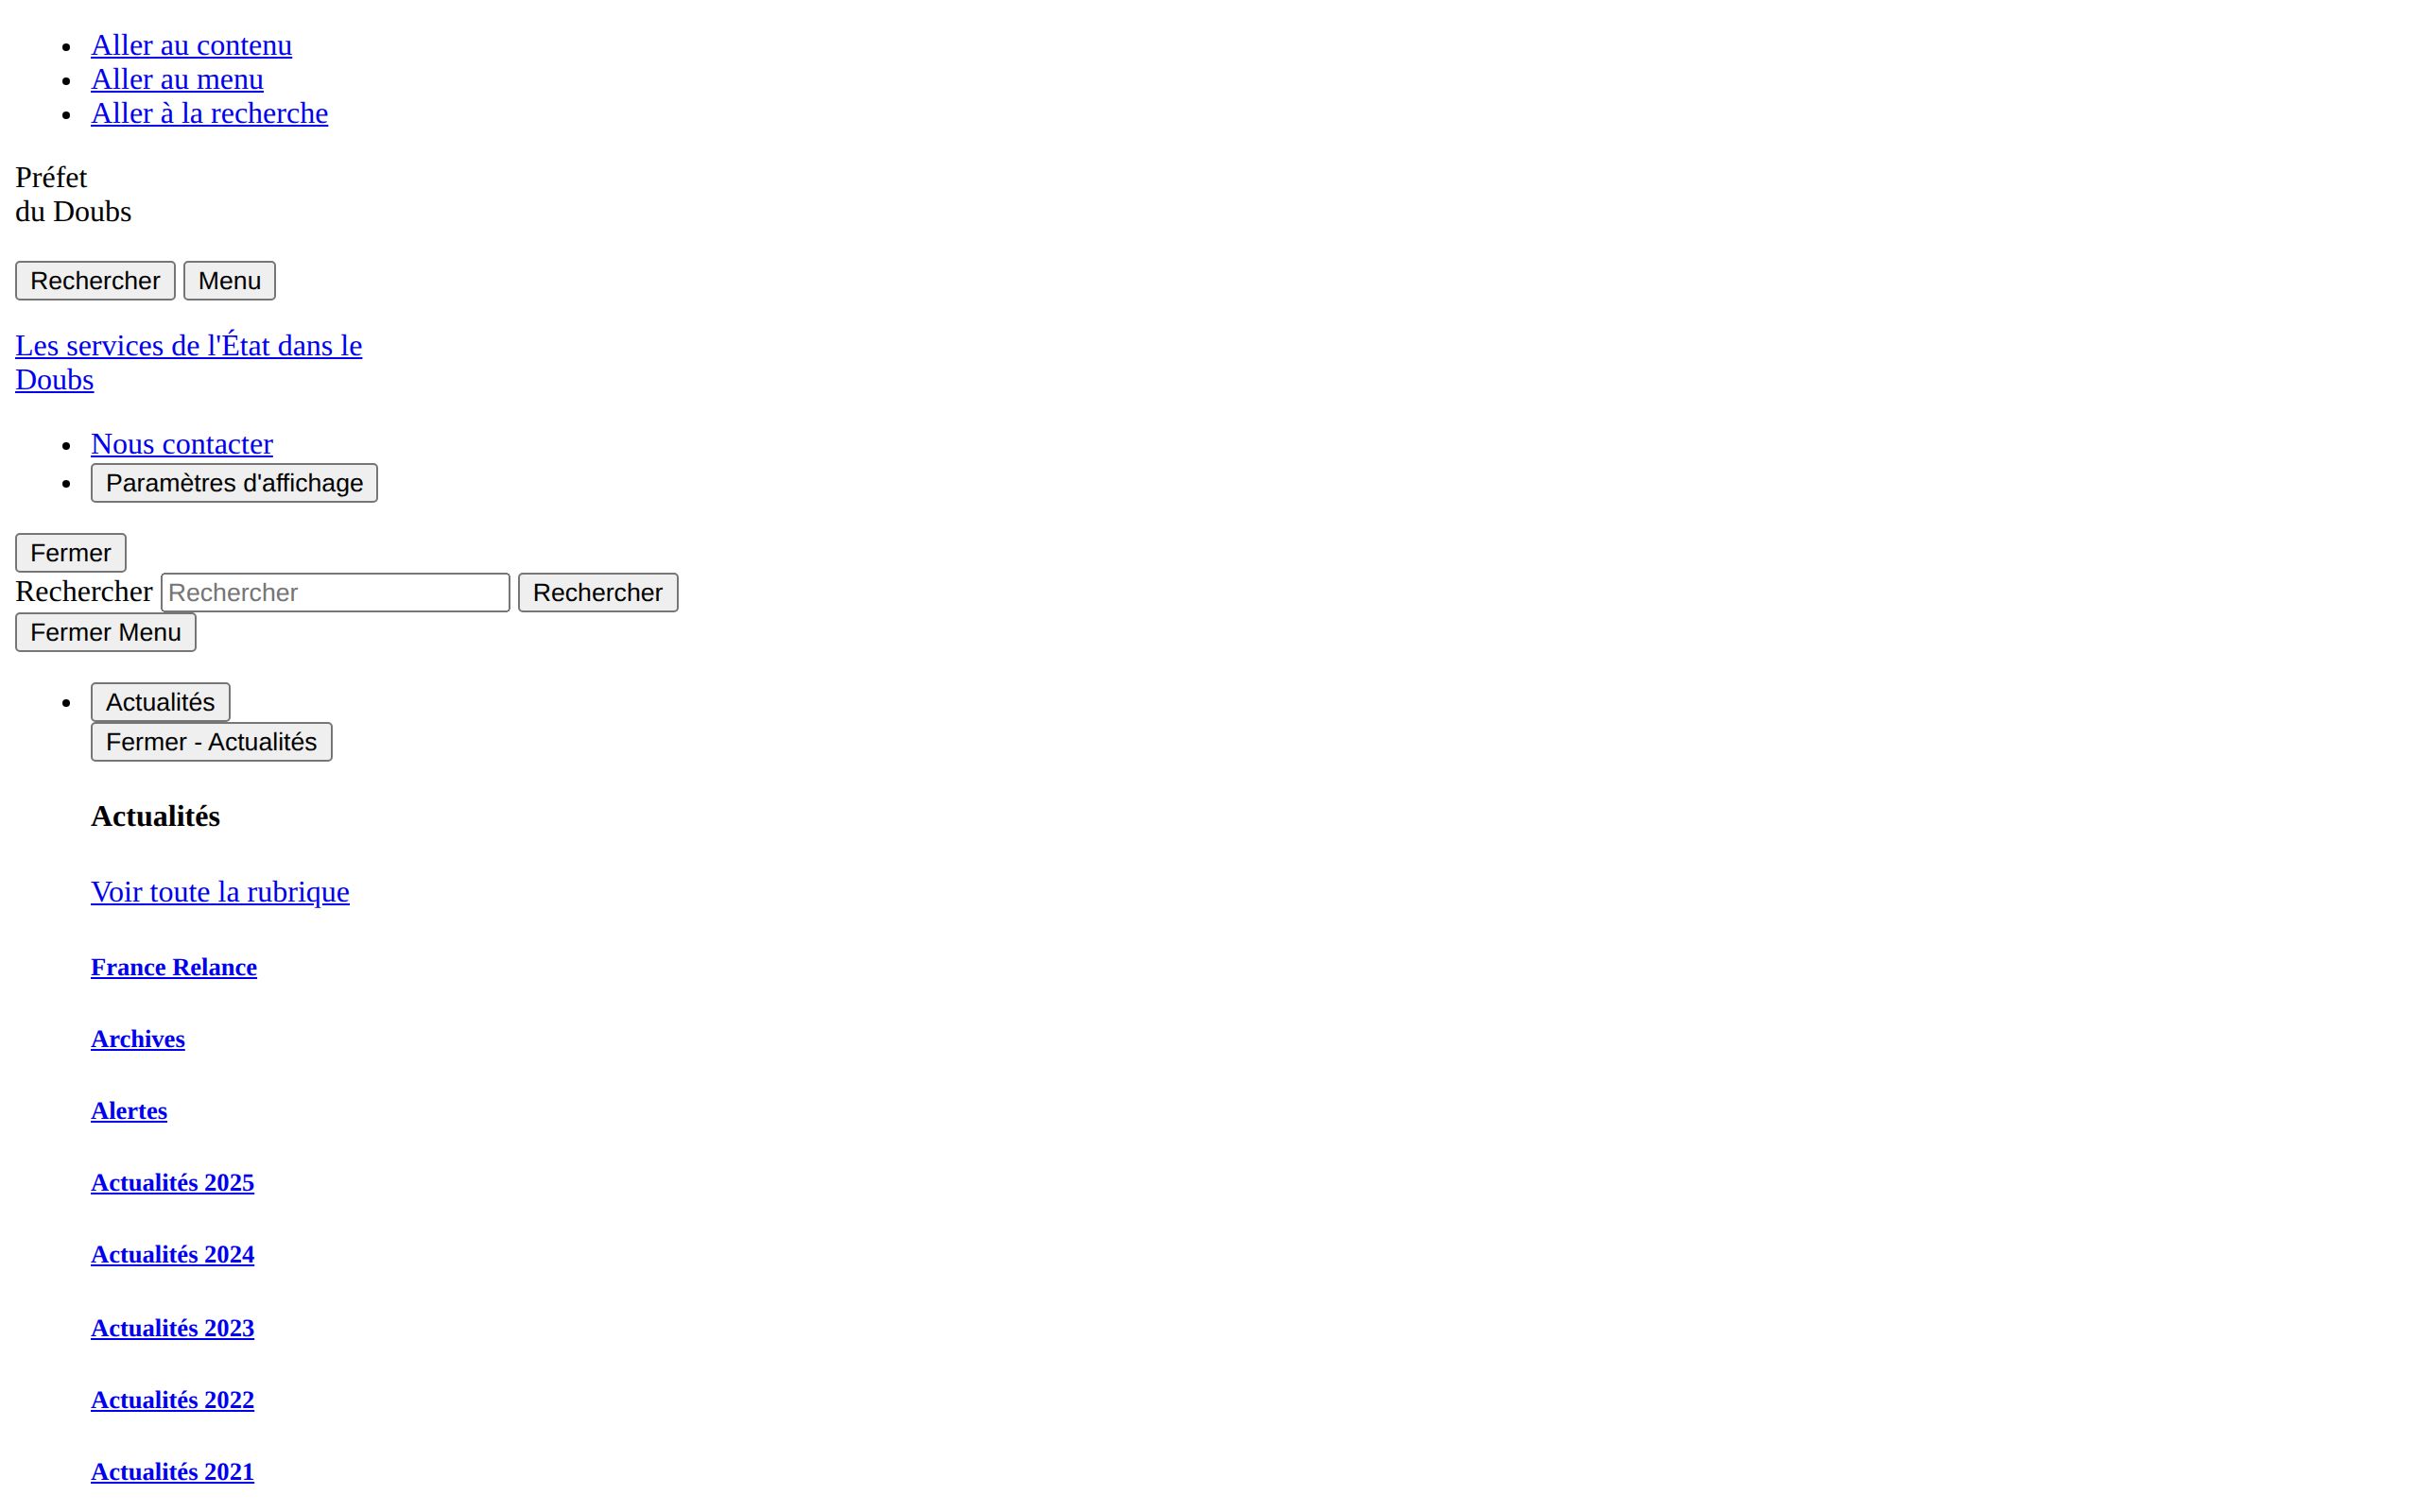 Aller au contenu
Aller au menu
Aller à la recherche
Préfet
du Doubs
Rechercher Menu
Les services de l'État dans le
Doubs
Nous contacter
Paramètres d'affichage
Fermer
Rechercher Rechercher Rechercher
Fermer Menu
Actualités
Fermer - Actualités
Actualités
Voir toute la rubrique
France Relance
Archives
Alertes
Actualités 2025
Actualités 2024
Actualités 2023
Actualités 2022
Actualités 2021